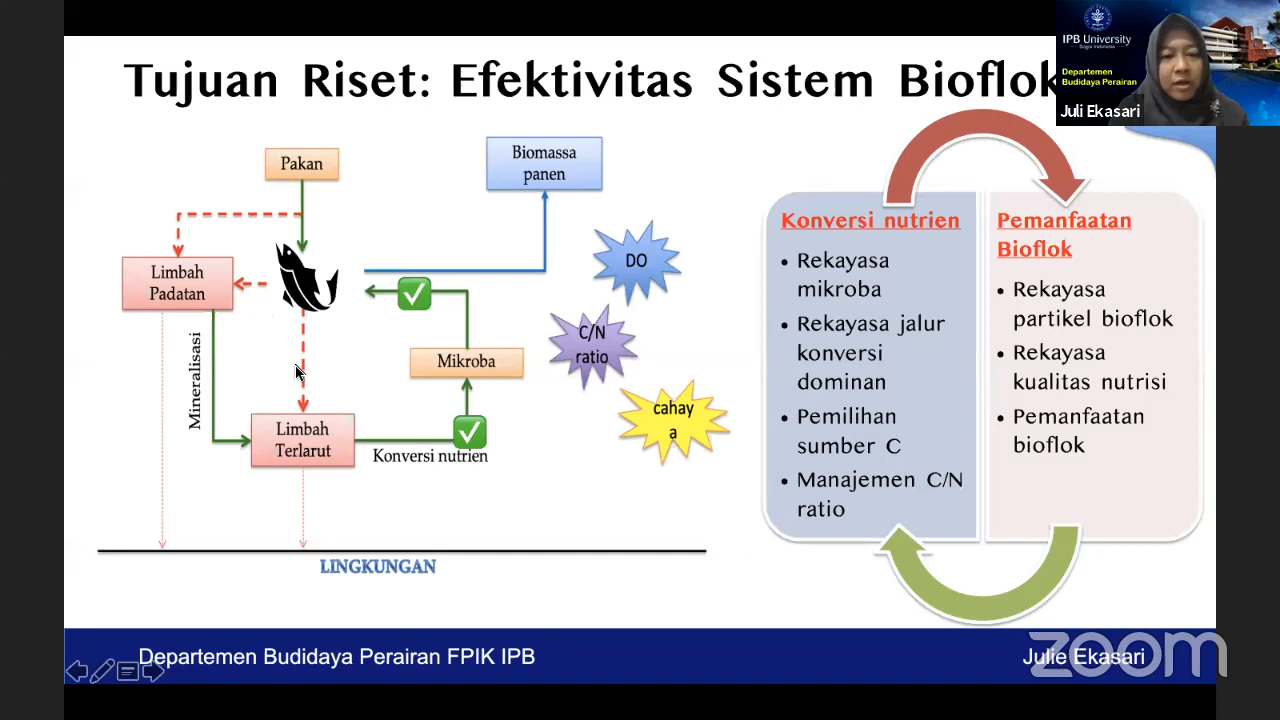 Tujuan Riset: Efektivitas Sistem Bioflok
IPB University
Bogor Indonesia
Departemen
Budidaya Perairan
Juli Ekasari
Pakan
Biomassa
panen
Limbah
Padatan
DO
C/N
ratio
Mineralisasi
Mikroba
cahay
a
Limbah
Terlarut
Konversi nutrien
LINGKUNGAN
Konversi nutrien
• Rekayasa
mikroba
• Rekayasa jalur
konversi
dominan
• Pemilihan
sumber C
• Manajemen C/N
ratio
Pemanfaatan
Bioflok
• Rekayasa
partikel bioflok
• Rekayasa
kualitas nutrisi
• Pemanfaatan
bioflok
Departemen Budidaya Perairan FPIK IPB
Julie Ekasari
zoom